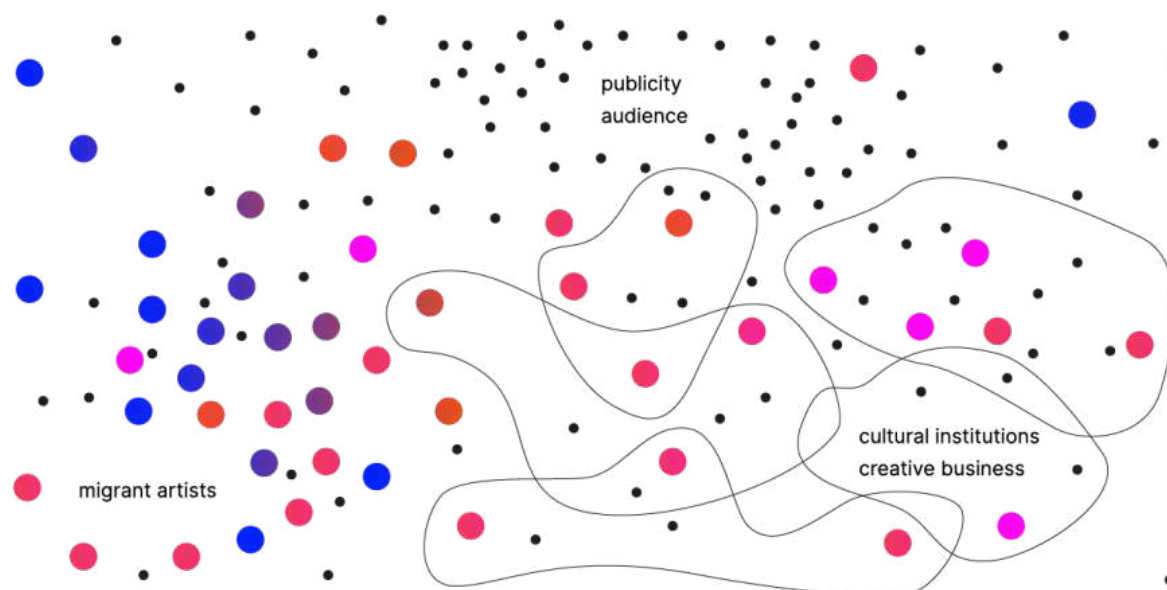 publicity
audience
cultural institutions
creative business
migrant artists